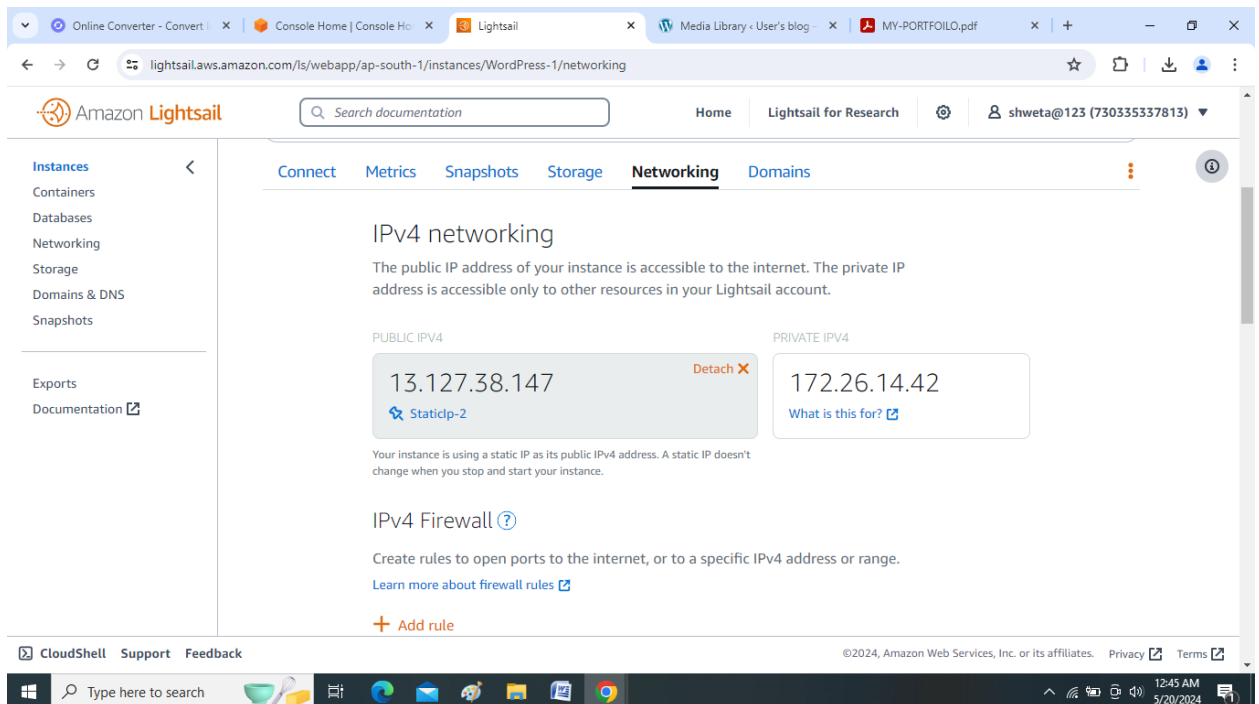 Online Converter - Convert I
Console Home | Console Ho
Lightsail
Media Library ‹ User's blog –
MY-PORTFOILO.pdf
lightsail.aws.amazon.com/ls/webapp/ap-south-1/instances/WordPress-1/networking
Amazon Lightsail
Search documentation
Home
Lightsail for Research
shweta@123 (730335337813)
Instances
Containers
Databases
Networking
Storage
Domains & DNS
Snapshots
Exports
Documentation
Connect Metrics Snapshots Storage Networking Domains
IPv4 networking
The public IP address of your instance is accessible to the internet. The private IP
address is accessible only to other resources in your Lightsail account.
PUBLIC IPV4
13.127.38.147
Detach
StaticIp-2
PRIVATE IPV4
172.26.14.42
What is this for?
Your instance is using a static IP as its public IPv4 address. A static IP doesn't
change when you stop and start your instance.
IPv4 Firewall ?
Create rules to open ports to the internet, or to a specific IPv4 address or range.
Learn more about firewall rules
+ Add rule
CloudShell Support Feedback
©2024, Amazon Web Services, Inc. or its affiliates. Privacy Terms
Type here to search
12:45 AM
5/20/2024